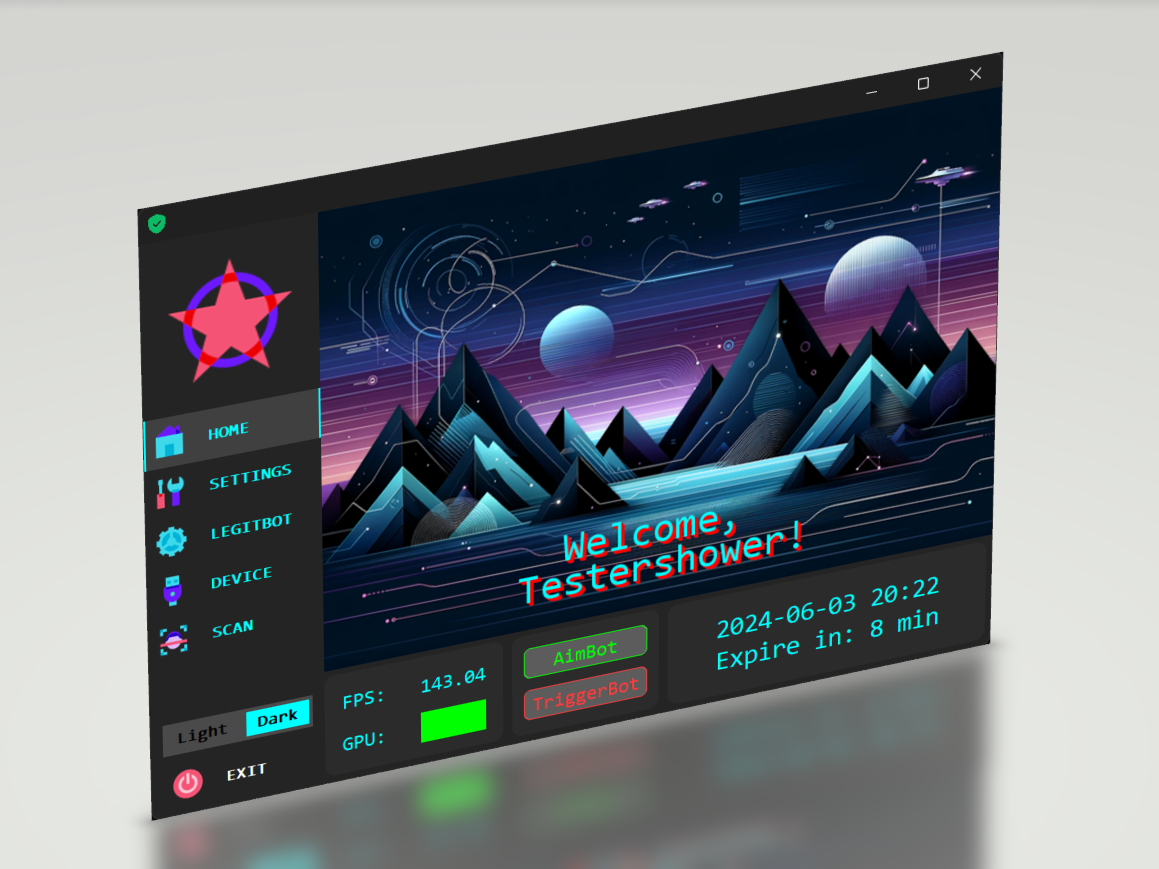 HOME
SETTINGS
LEGITBOT
DEVICE
SCAN
Light Dark
EXIT
Welcome,
Testershower!
FPS: 143.04
GPU:
AimBot
TriggerBot
2024-06-03 20:22
Expire in: 8 min